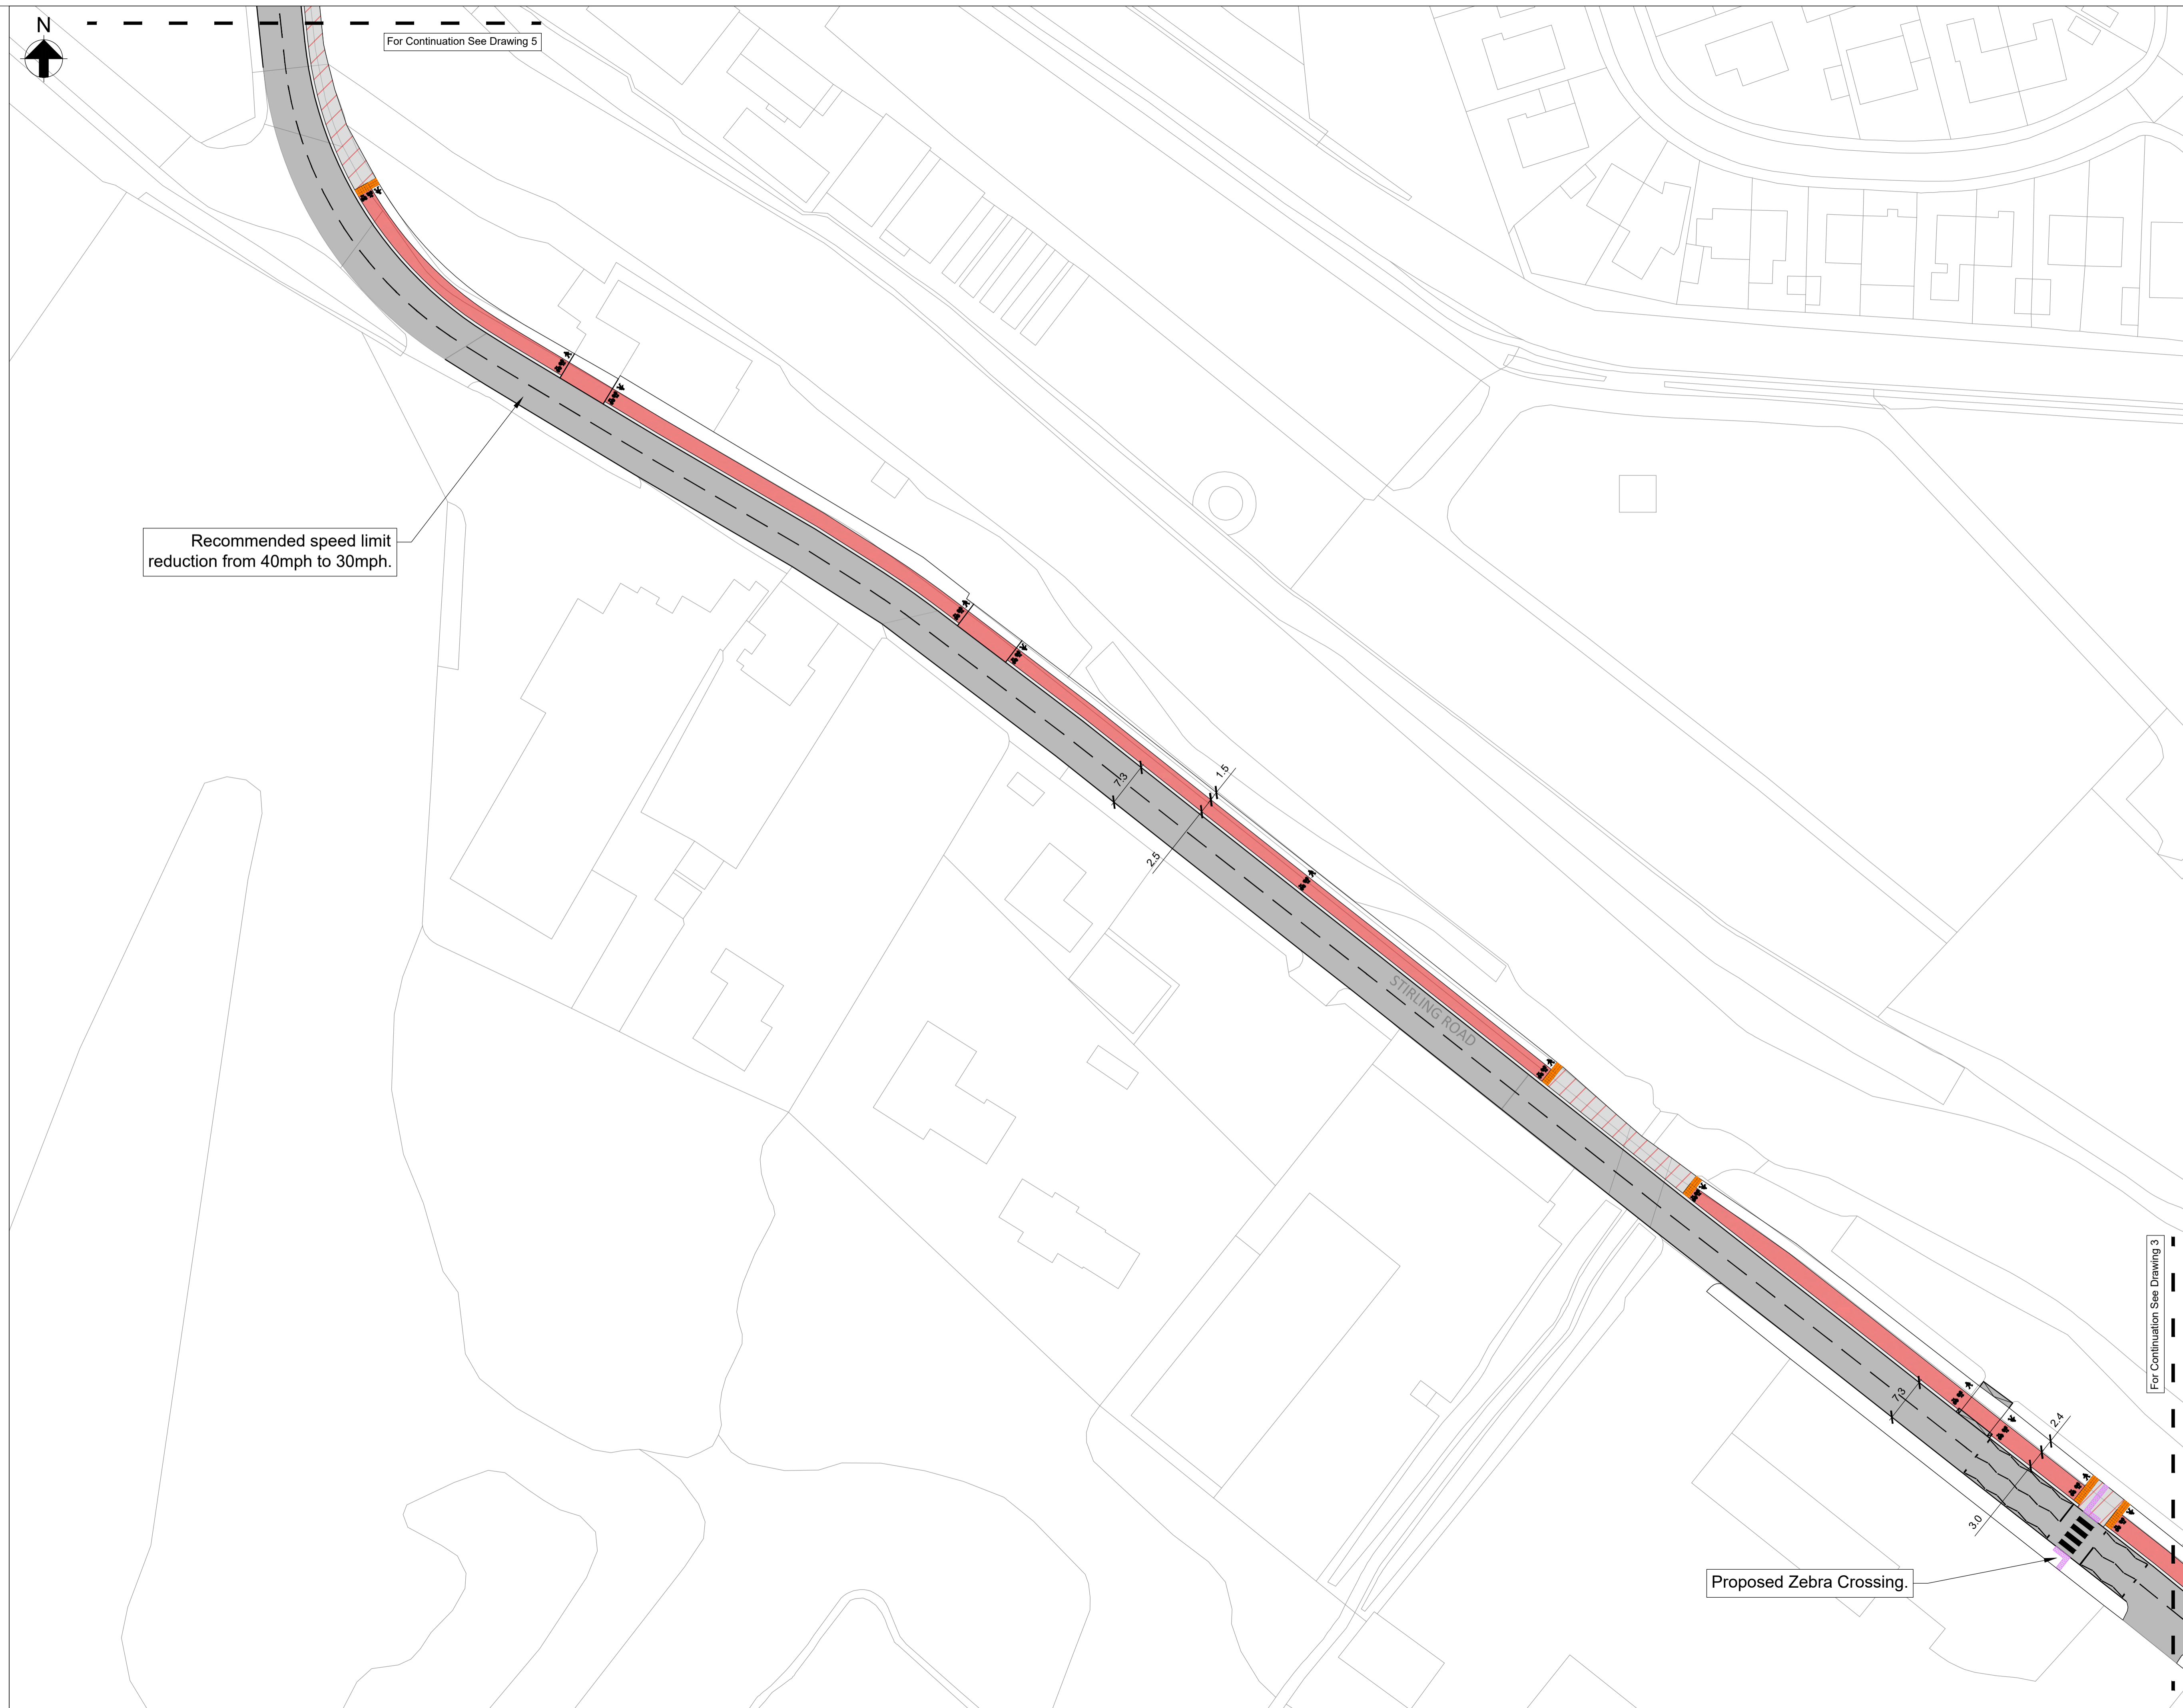 N
For Continuation See Drawing 5
Recommended speed limit
reduction from 40mph to 30mph.
7.3
1.5
2.5
STIRLING ROAD
For Continuation See Drawing 3
7.3
2.4
3.0
Proposed Zebra Crossing.